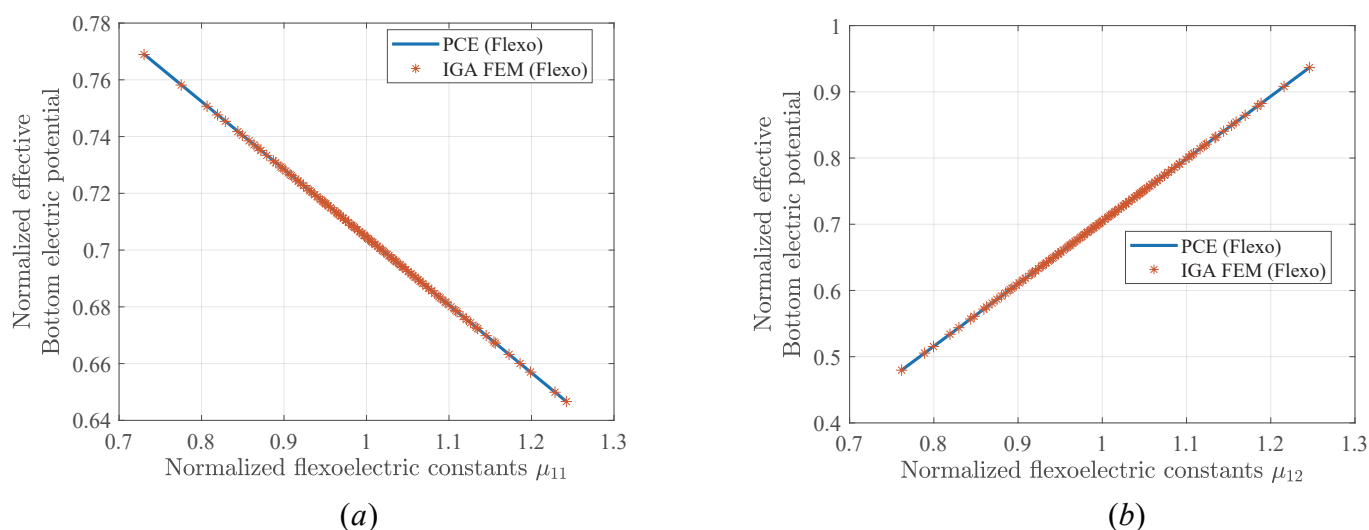 0.78
0.76
0.74
0.72
0.7
0.68
0.66
0.64
Normalized effective
Bottom electric potential
PCE (Flexo)
IGA FEM (Flexo)
0.7 0.8 0.9 1 1.1 1.2 1.3
Normalized flexoelectric constants μ₁₁
(a)
1
0.9
0.8
0.7
0.6
0.5
0.4
Normalized effective
Bottom electric potential
PCE (Flexo)
IGA FEM (Flexo)
0.7 0.8 0.9 1 1.1 1.2 1.3
Normalized flexoelectric constants μ₁₂
(b)